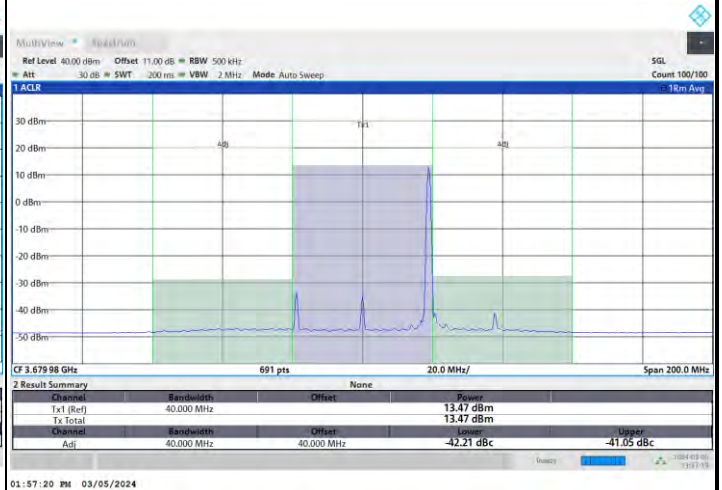 MultiView Spectrum
Ref Level 40.00 dBm Offset 11.00 dB RBW 500 kHz SGL
Att 30 dB SWT 200 ms VBW 2 MHz Mode Auto Sweep Count 100/100
1 ACLR 1Rm Avg
Tx1
Adj Adj
30 dBm
20 dBm
10 dBm
0 dBm
-10 dBm
-20 dBm
-30 dBm
-40 dBm
-50 dBm
CF 3.679 98 GHz 691 pts 20.0 MHz/ Span 200.0 MHz
2 Result Summary None
Channel Bandwidth Offset Power
Tx1 (Ref) 40.000 MHz 13.47 dBm
Tx Total 13.47 dBm
Channel Bandwidth Offset Lower Upper
Adj 40.000 MHz 40.000 MHz -42.21 dBc -41.05 dBc
01:57:20 PM 03/05/2024